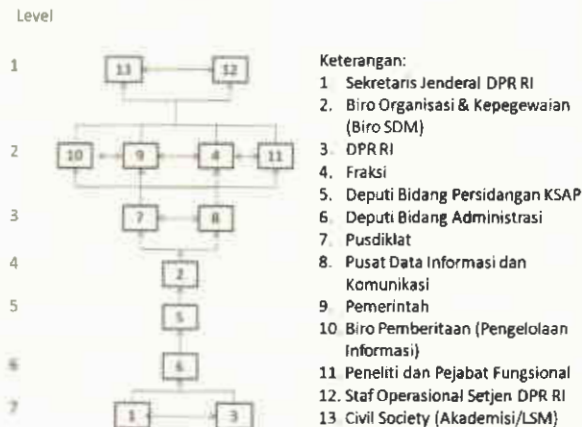 Level
1
13
12
2
10
9
4
11
3
7
8
4
2
5
5
6
6
7
1
3
Keterangan:
1 Sekretaris Jenderal DPR RI
2. Biro Organisasi & Kepegewaian
(Biro SDM)
3 DPR RI
4. Fraksi
5. Deputi Bidang Persidangan KSAP
6 Deputi Bidang Administrasi
7. Pusdiklat
8. Pusat Data Informasi dan
Komunikasi
9 Pemerintah
10 Biro Pemberitaan (Pengelolaan
Informasi)
11 Peneliti dan Pejabat Fungsional
12. Staf Operasional Setjen DPR RI
13 Civil Society (Akademisi/LSM)